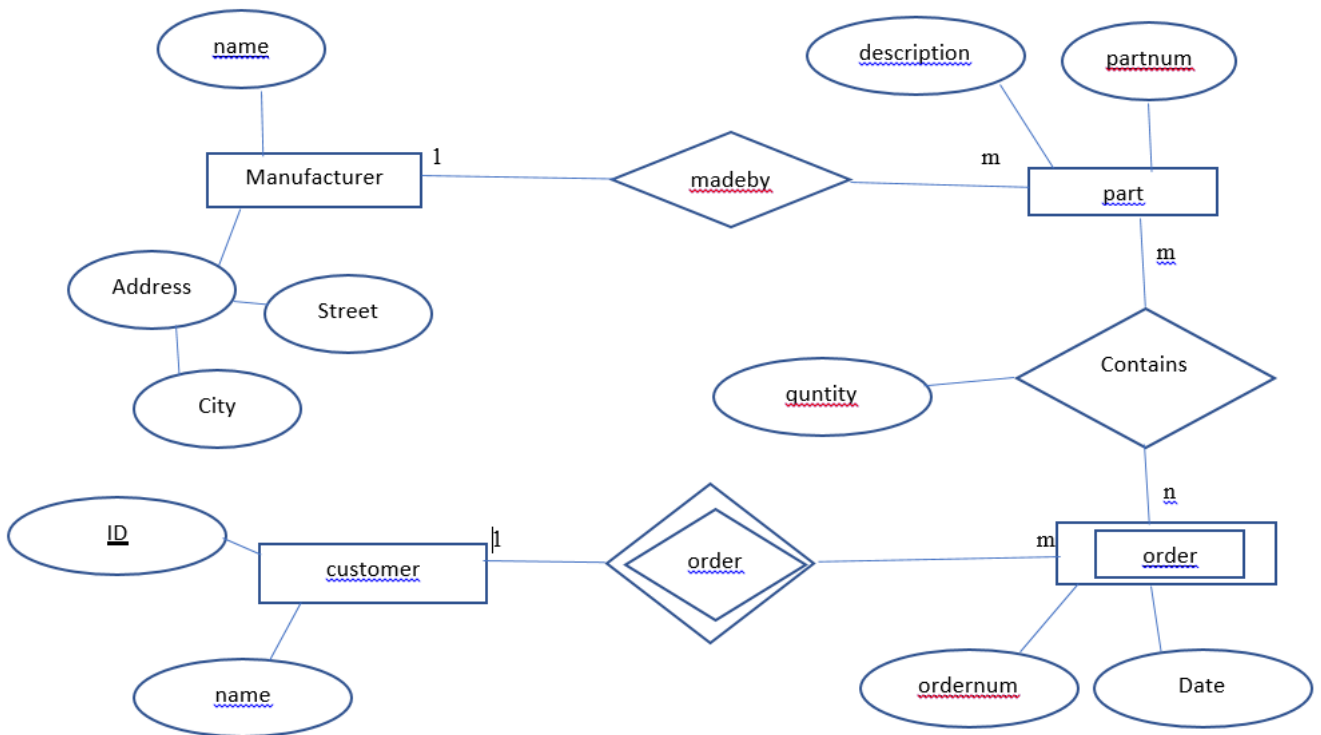 name
description
partnum
1
m
Manufacturer
madeby
part
m
Address
Street
Contains
City
quntity
n
ID
1
m
customer
order
order
name
ordernum
Date